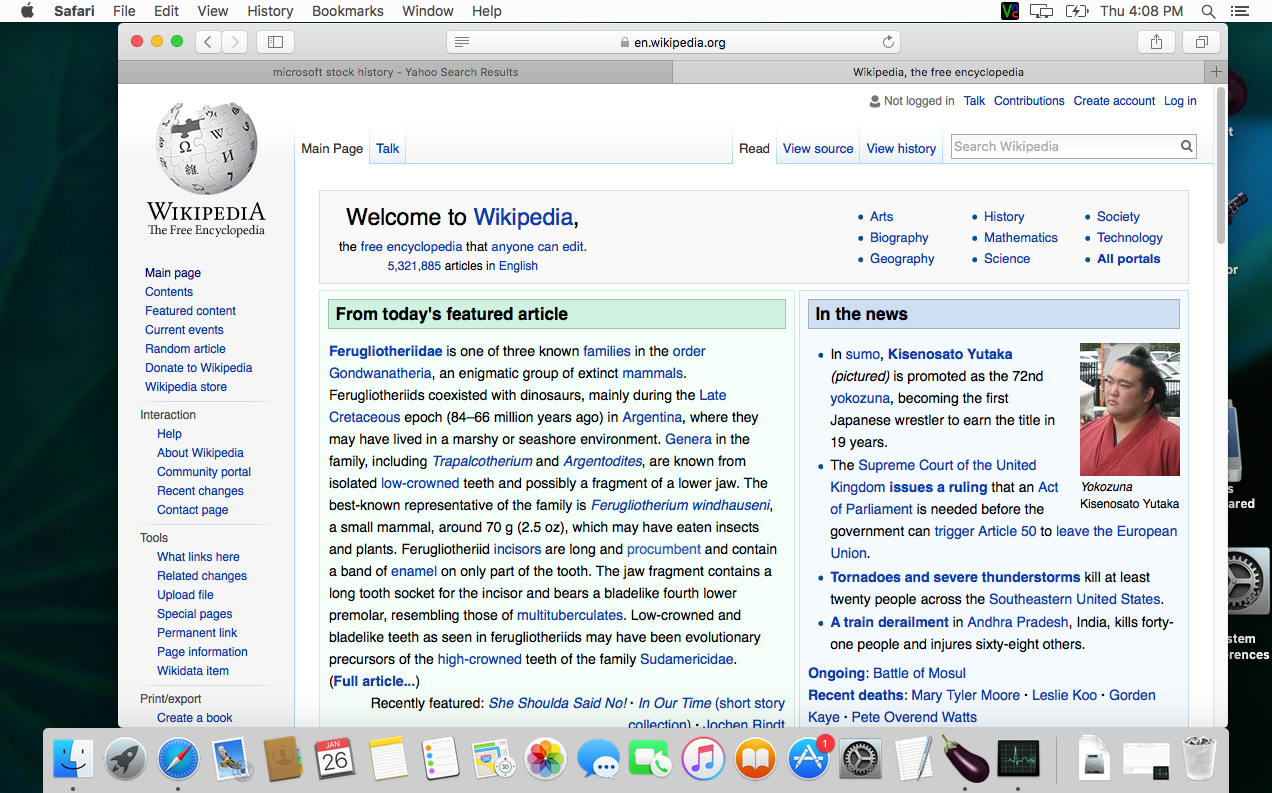 Safari File Edit View History Bookmarks Window Help Thu 4:08 PM
en.wikipedia.org
microsoft stock history - Yahoo Search Results
Wikipedia, the free encyclopedia
Not logged in Talk Contributions Create account Log in
Main Page Talk Read View source View history Search Wikipedia
WIKIPEDIA
The Free Encyclopedia
Main page
Contents
Featured content
Current events
Random article
Donate to Wikipedia
Wikipedia store
Interaction
Help
About Wikipedia
Community portal
Recent changes
Contact page
Tools
What links here
Related changes
Upload file
Special pages
Permanent link
Page information
Wikidata item
Print/export
Create a book
Welcome to Wikipedia,
the free encyclopedia that anyone can edit.
5,321,885 articles in English
Arts
Biography
Geography
History
Mathematics
Science
Society
Technology
All portals
From today's featured article
Ferugliotheriidae is one of three known families in the order
Gondwanatheria, an enigmatic group of extinct mammals.
Ferugliotheriids coexisted with dinosaurs, mainly during the Late
Cretaceous epoch (84–66 million years ago) in Argentina, where they
may have lived in a marshy or seashore environment. Genera in the
family, including Trapalcotherium and Argentodites, are known from
isolated low-crowned teeth and possibly a fragment of a lower jaw. The
best-known representative of the family is Ferugliotherium windhauseni,
a small mammal, around 70 g (2.5 oz), which may have eaten insects
and plants. Ferugliotheriid incisors are long and procumbent and contain
a band of enamel on only part of the tooth. The jaw fragment contains a
long tooth socket for the incisor and bears a bladelike fourth lower
premolar, resembling those of multituberculates. Low-crowned and
bladelike teeth as seen in ferugliotheriids may have been evolutionary
precursors of the high-crowned teeth of the family Sudamericidae.
(Full article...)
Recently featured: She Shoulda Said No! · In Our Time (short story
collection) · Jochen Rindt
In the news
In sumo, Kisenosato Yutaka
(pictured) is promoted as the 72nd
yokozuna, becoming the first
Japanese wrestler to earn the title in
19 years.
The Supreme Court of the United
Kingdom issues a ruling that an Act
of Parliament is needed before the
government can trigger Article 50 to leave the European
Union.
Tornadoes and severe thunderstorms kill at least
twenty people across the Southeastern United States.
A train derailment in Andhra Pradesh, India, kills forty-
one people and injures sixty-eight others.
Yokozuna
Kisenosato Yutaka
Ongoing: Battle of Mosul
Recent deaths: Mary Tyler Moore · Leslie Koo · Gorden
Kaye · Pete Overend Watts
JAN
26
3D
1